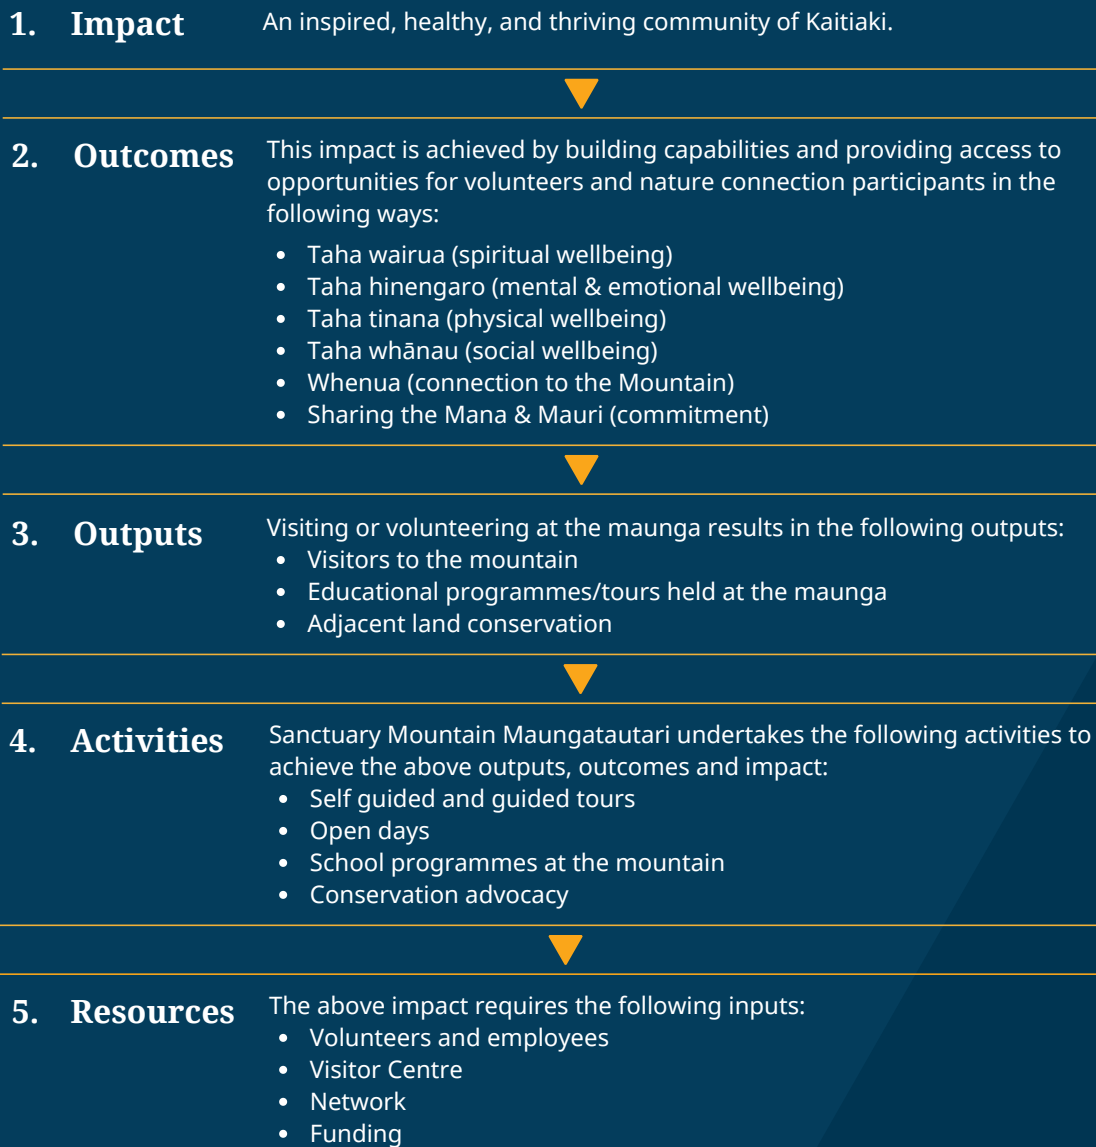 1. Impact An inspired, healthy, and thriving community of Kaitiaki.
2. Outcomes This impact is achieved by building capabilities and providing access to
opportunities for volunteers and nature connection participants in the
following ways:
• Taha wairua (spiritual wellbeing)
• Taha hinengaro (mental & emotional wellbeing)
• Taha tinana (physical wellbeing)
• Taha whānau (social wellbeing)
• Whenua (connection to the Mountain)
• Sharing the Mana & Mauri (commitment)
3. Outputs Visiting or volunteering at the maunga results in the following outputs:
• Visitors to the mountain
• Educational programmes/tours held at the maunga
• Adjacent land conservation
4. Activities Sanctuary Mountain Maungatautari undertakes the following activities to
achieve the above outputs, outcomes and impact:
• Self guided and guided tours
• Open days
• School programmes at the mountain
• Conservation advocacy
5. Resources The above impact requires the following inputs:
• Volunteers and employees
• Visitor Centre
• Network
• Funding